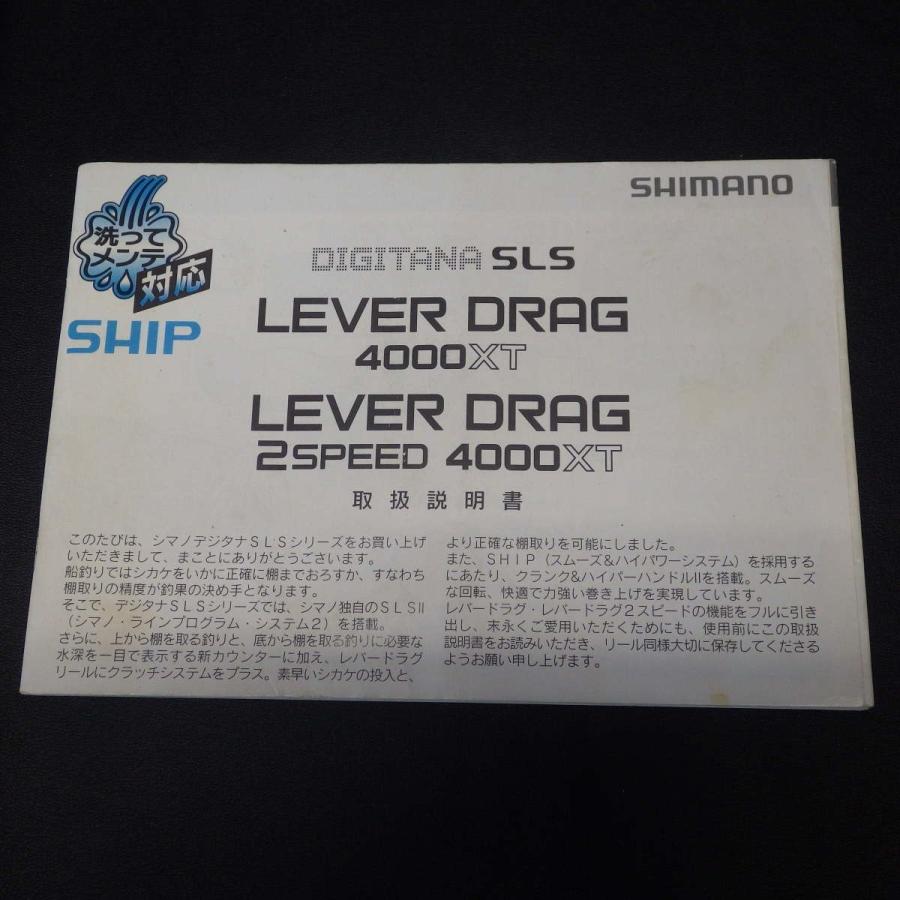 SHIMANO
洗って
メンテ
対応
SHIP
DIGITANA SLS
LEVER DRAG
4000XT
LEVER DRAG
2SPEED 4000XT
取扱説明書
このたびは、シマノデジタナSLSシリーズをお買い上げ
いただきまして、まことにありがとうございます。
船釣りではシカケをいかに正確に棚までおろすか、すなわち
棚取りの精度が釣果の決め手となります。
そこで、デジタナSLSシリーズでは、シマノ独自のSLSII
(シマノ・ラインプログラム・システム2)を搭載。
さらに、上から棚を取る釣りと、底から棚を取る釣りに必要な
水深を一目で表示する新カウンターに加え、レバードラグ
リールにクラッチシステムをプラス。素早いシカケの投入と、
より正確な棚取りを可能にしました。
また、SHIP(スムーズ&ハイパワーシステム)を採用する
にあたり、クランク&ハイパーハンドルIIを搭載。スムーズ
な回転、快適で力強い巻き上げを実現しています。
レバードラグ・レバードラグ2スピードの機能をフルに引き
出し、末永くご愛用いただくためにも、使用前にこの取扱
説明書をお読みいただき、リール同様大切に保存してくださる
ようお願い申し上げます。